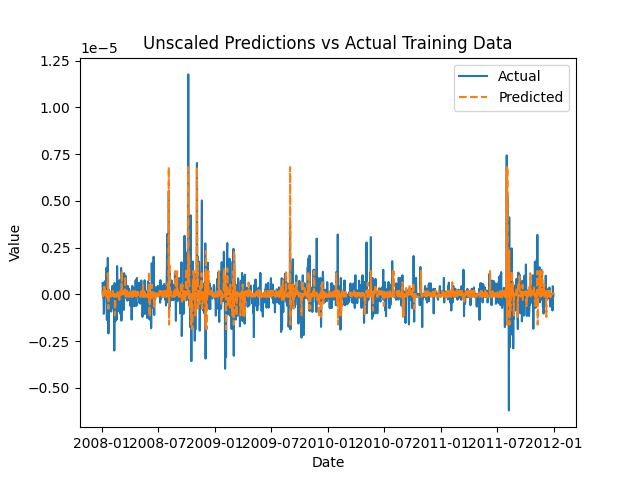 Unscaled Predictions vs Actual Training Data
1e−5
Actual
Predicted
1.25
1.00
0.75
0.50
0.25
0.00
−0.25
−0.50
Value
2008-01 2008-07 2009-01 2009-07 2010-01 2010-07 2011-01 2011-07 2012-01
Date